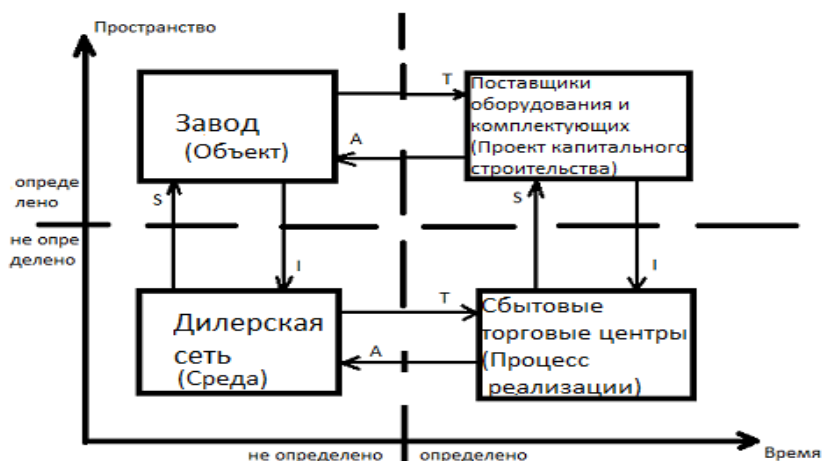 Пространство
Завод
(Объект)
T
A
Поставщики
оборудования и
комплектующих
(Проект капитального
строительства)
опреде
лено
S
I
S
I
не опре
делено
Дилерская
сеть
(Среда)
T
A
Сбытовые
торговые центры
(Процесс
реализации)
не определено
определено
Время